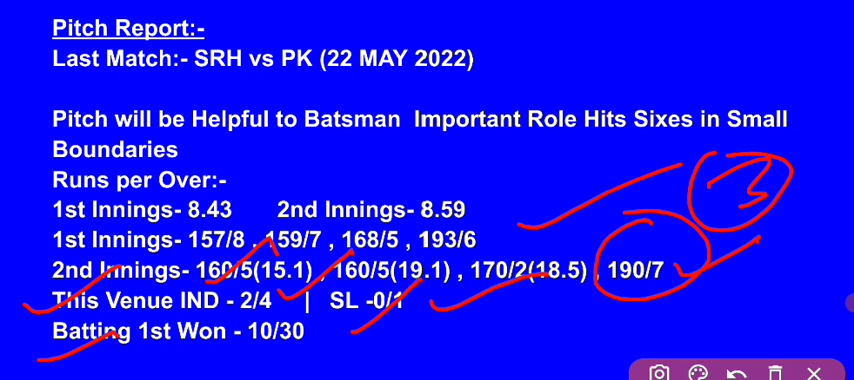 Pitch Report:-
Last Match:- SRH vs PK (22 MAY 2022)
Pitch will be Helpful to Batsman Important Role Hits Sixes in Small
Boundaries
Runs per Over:-
1st Innings- 8.43 2nd Innings- 8.59
1st Innings- 157/8 , 159/7 , 168/5 , 193/6
2nd Innings- 160/5(15.1) , 160/5(19.1) , 170/2(18.5) , 190/7
This Venue IND - 2/4 | SL -0/1
Batting 1st Won - 10/30
3